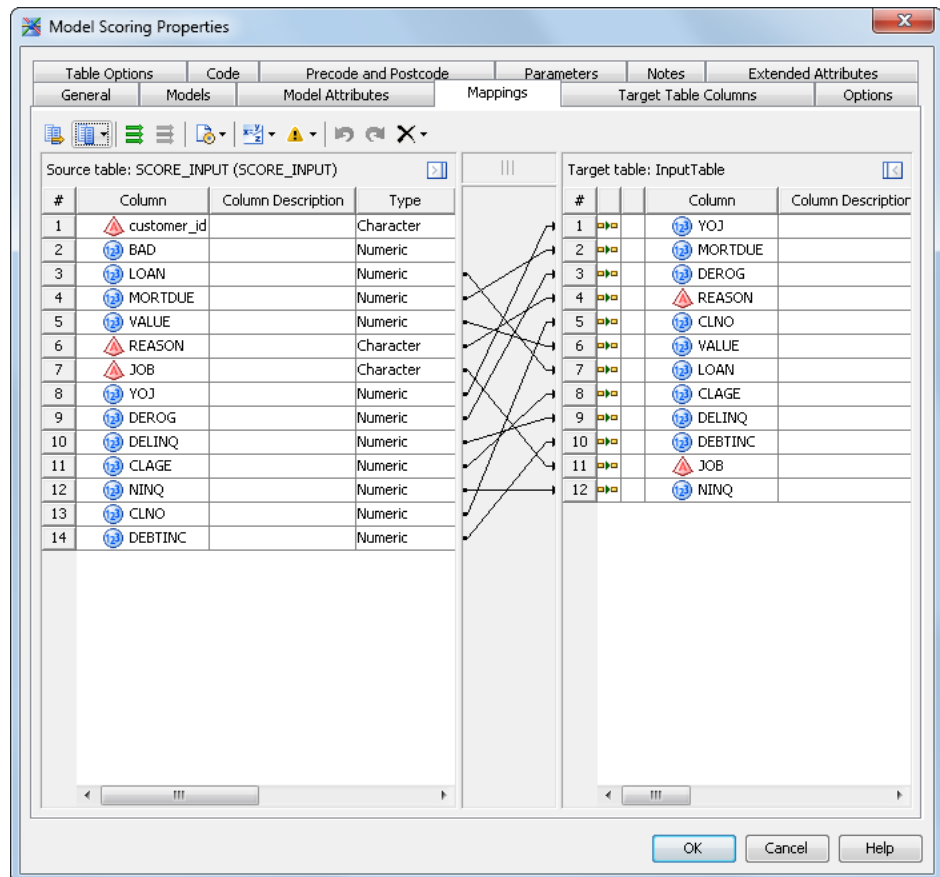 Model Scoring Properties
Table Options Code Precode and Postcode Parameters Notes Extended Attributes
General Models Model Attributes Mappings Target Table Columns Options
Source table: SCORE_INPUT (SCORE_INPUT) Target table: InputTable
# Column Column Description Type # Column Column Description
1 customer_id Character 1 YOJ
2 BAD Numeric 2 MORTDUE
3 LOAN Numeric 3 DEROG
4 MORTDUE Numeric 4 REASON
5 VALUE Numeric 5 CLNO
6 REASON Character 6 VALUE
7 JOB Character 7 LOAN
8 YOJ Numeric 8 CLAGE
9 DEROG Numeric 9 DELINQ
10 DELINQ Numeric 10 DEBTINC
11 CLAGE Numeric 11 JOB
12 NINQ Numeric 12 NINQ
13 CLNO Numeric
14 DEBTINC Numeric
OK Cancel Help